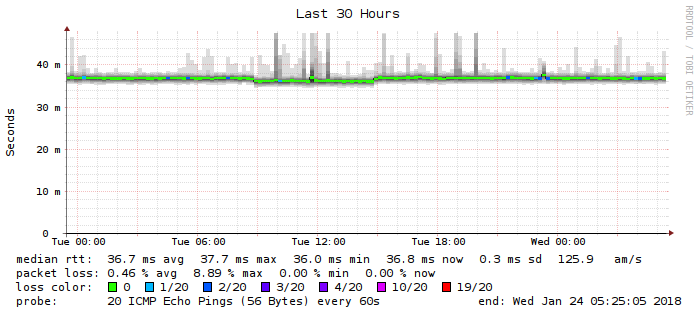 Last 30 Hours
RRDTOOL / TOBI OETIKER
Seconds
40 m
30 m
20 m
10 m
0
Tue 00:00 Tue 06:00 Tue 12:00 Tue 18:00 Wed 00:00
median rtt: 36.7 ms avg 37.7 ms max 36.0 ms min 36.8 ms now 0.3 ms sd 125.9 am/s
packet loss: 0.46 % avg 8.89 % max 0.00 % min 0.00 % now
loss color: 0 1/20 2/20 3/20 4/20 10/20 19/20
probe: 20 ICMP Echo Pings (56 Bytes) every 60s end: Wed Jan 24 05:25:05 2018